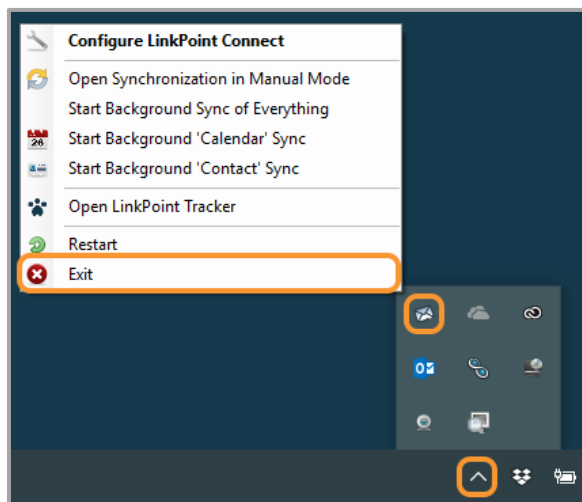 Configure LinkPoint Connect
Open Synchronization in Manual Mode
Start Background Sync of Everything
26
Start Background 'Calendar' Sync
Start Background 'Contact' Sync
Open LinkPoint Tracker
Restart
Exit